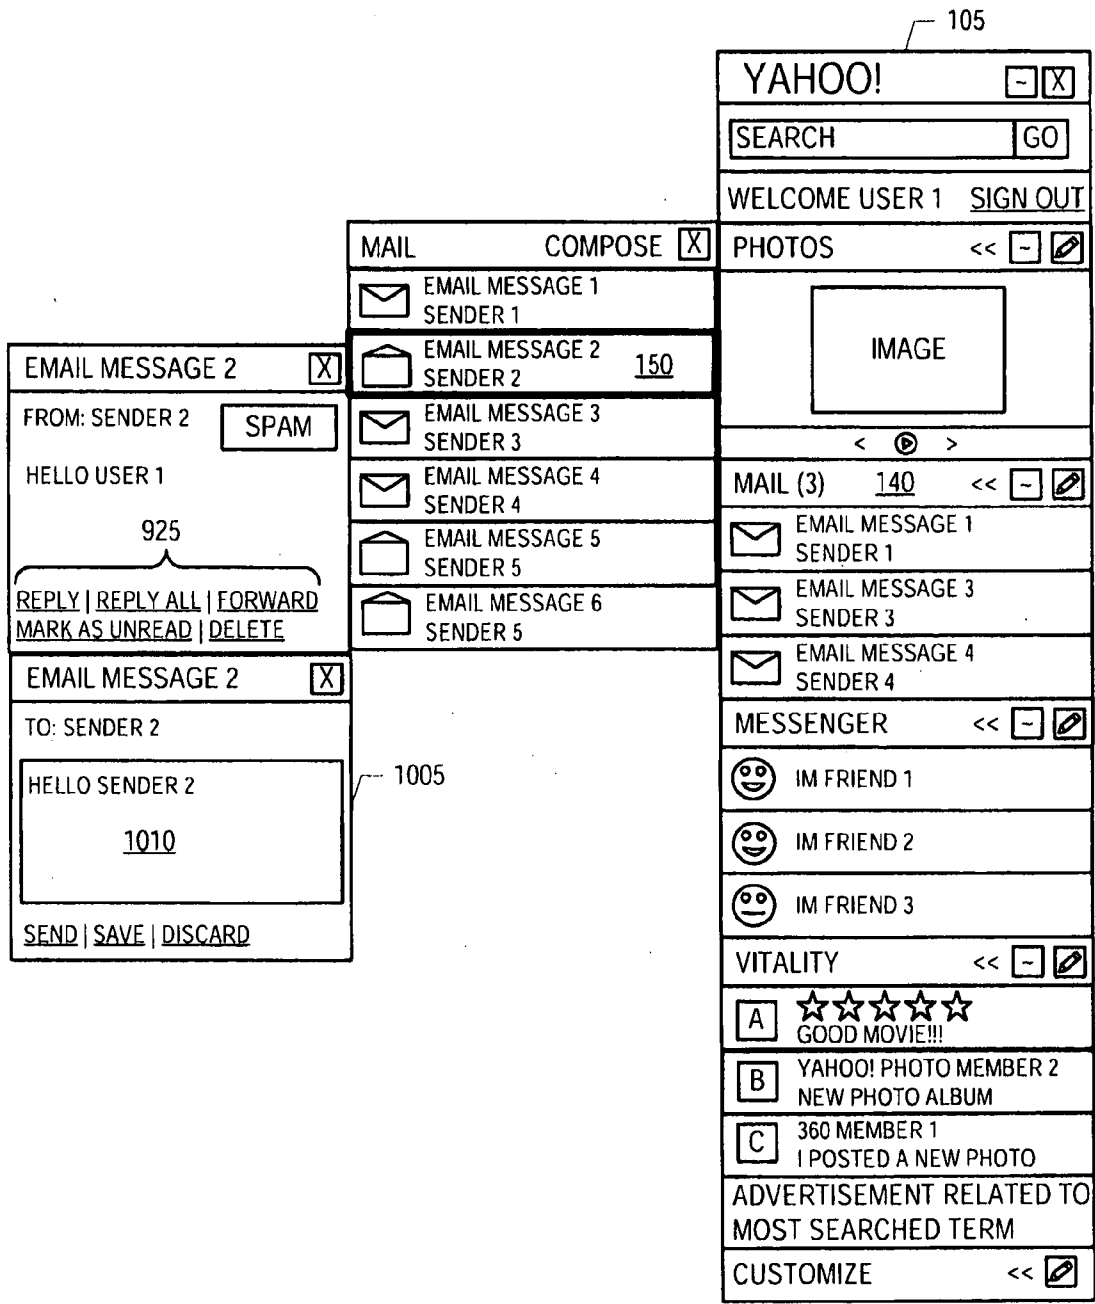 105
YAHOO! ~ X
SEARCH GO
WELCOME USER 1 SIGN OUT
PHOTOS << ~
IMAGE
< >
MAIL (3) 140 << ~
EMAIL MESSAGE 1
SENDER 1
EMAIL MESSAGE 3
SENDER 3
EMAIL MESSAGE 4
SENDER 4
MESSENGER << ~
IM FRIEND 1
IM FRIEND 2
IM FRIEND 3
VITALITY << ~
A
GOOD MOVIE!!!
B YAHOO! PHOTO MEMBER 2
NEW PHOTO ALBUM
C 360 MEMBER 1
I POSTED A NEW PHOTO
ADVERTISEMENT RELATED TO
MOST SEARCHED TERM
CUSTOMIZE <<
MAIL COMPOSE X
EMAIL MESSAGE 1
SENDER 1
EMAIL MESSAGE 2
SENDER 2 150
EMAIL MESSAGE 3
SENDER 3
EMAIL MESSAGE 4
SENDER 4
EMAIL MESSAGE 5
SENDER 5
EMAIL MESSAGE 6
SENDER 5
EMAIL MESSAGE 2 X
FROM: SENDER 2 SPAM
HELLO USER 1
925
REPLY | REPLY ALL | FORWARD
MARK AS UNREAD | DELETE
EMAIL MESSAGE 2 X
TO: SENDER 2
HELLO SENDER 2
1010
SEND | SAVE | DISCARD
1005